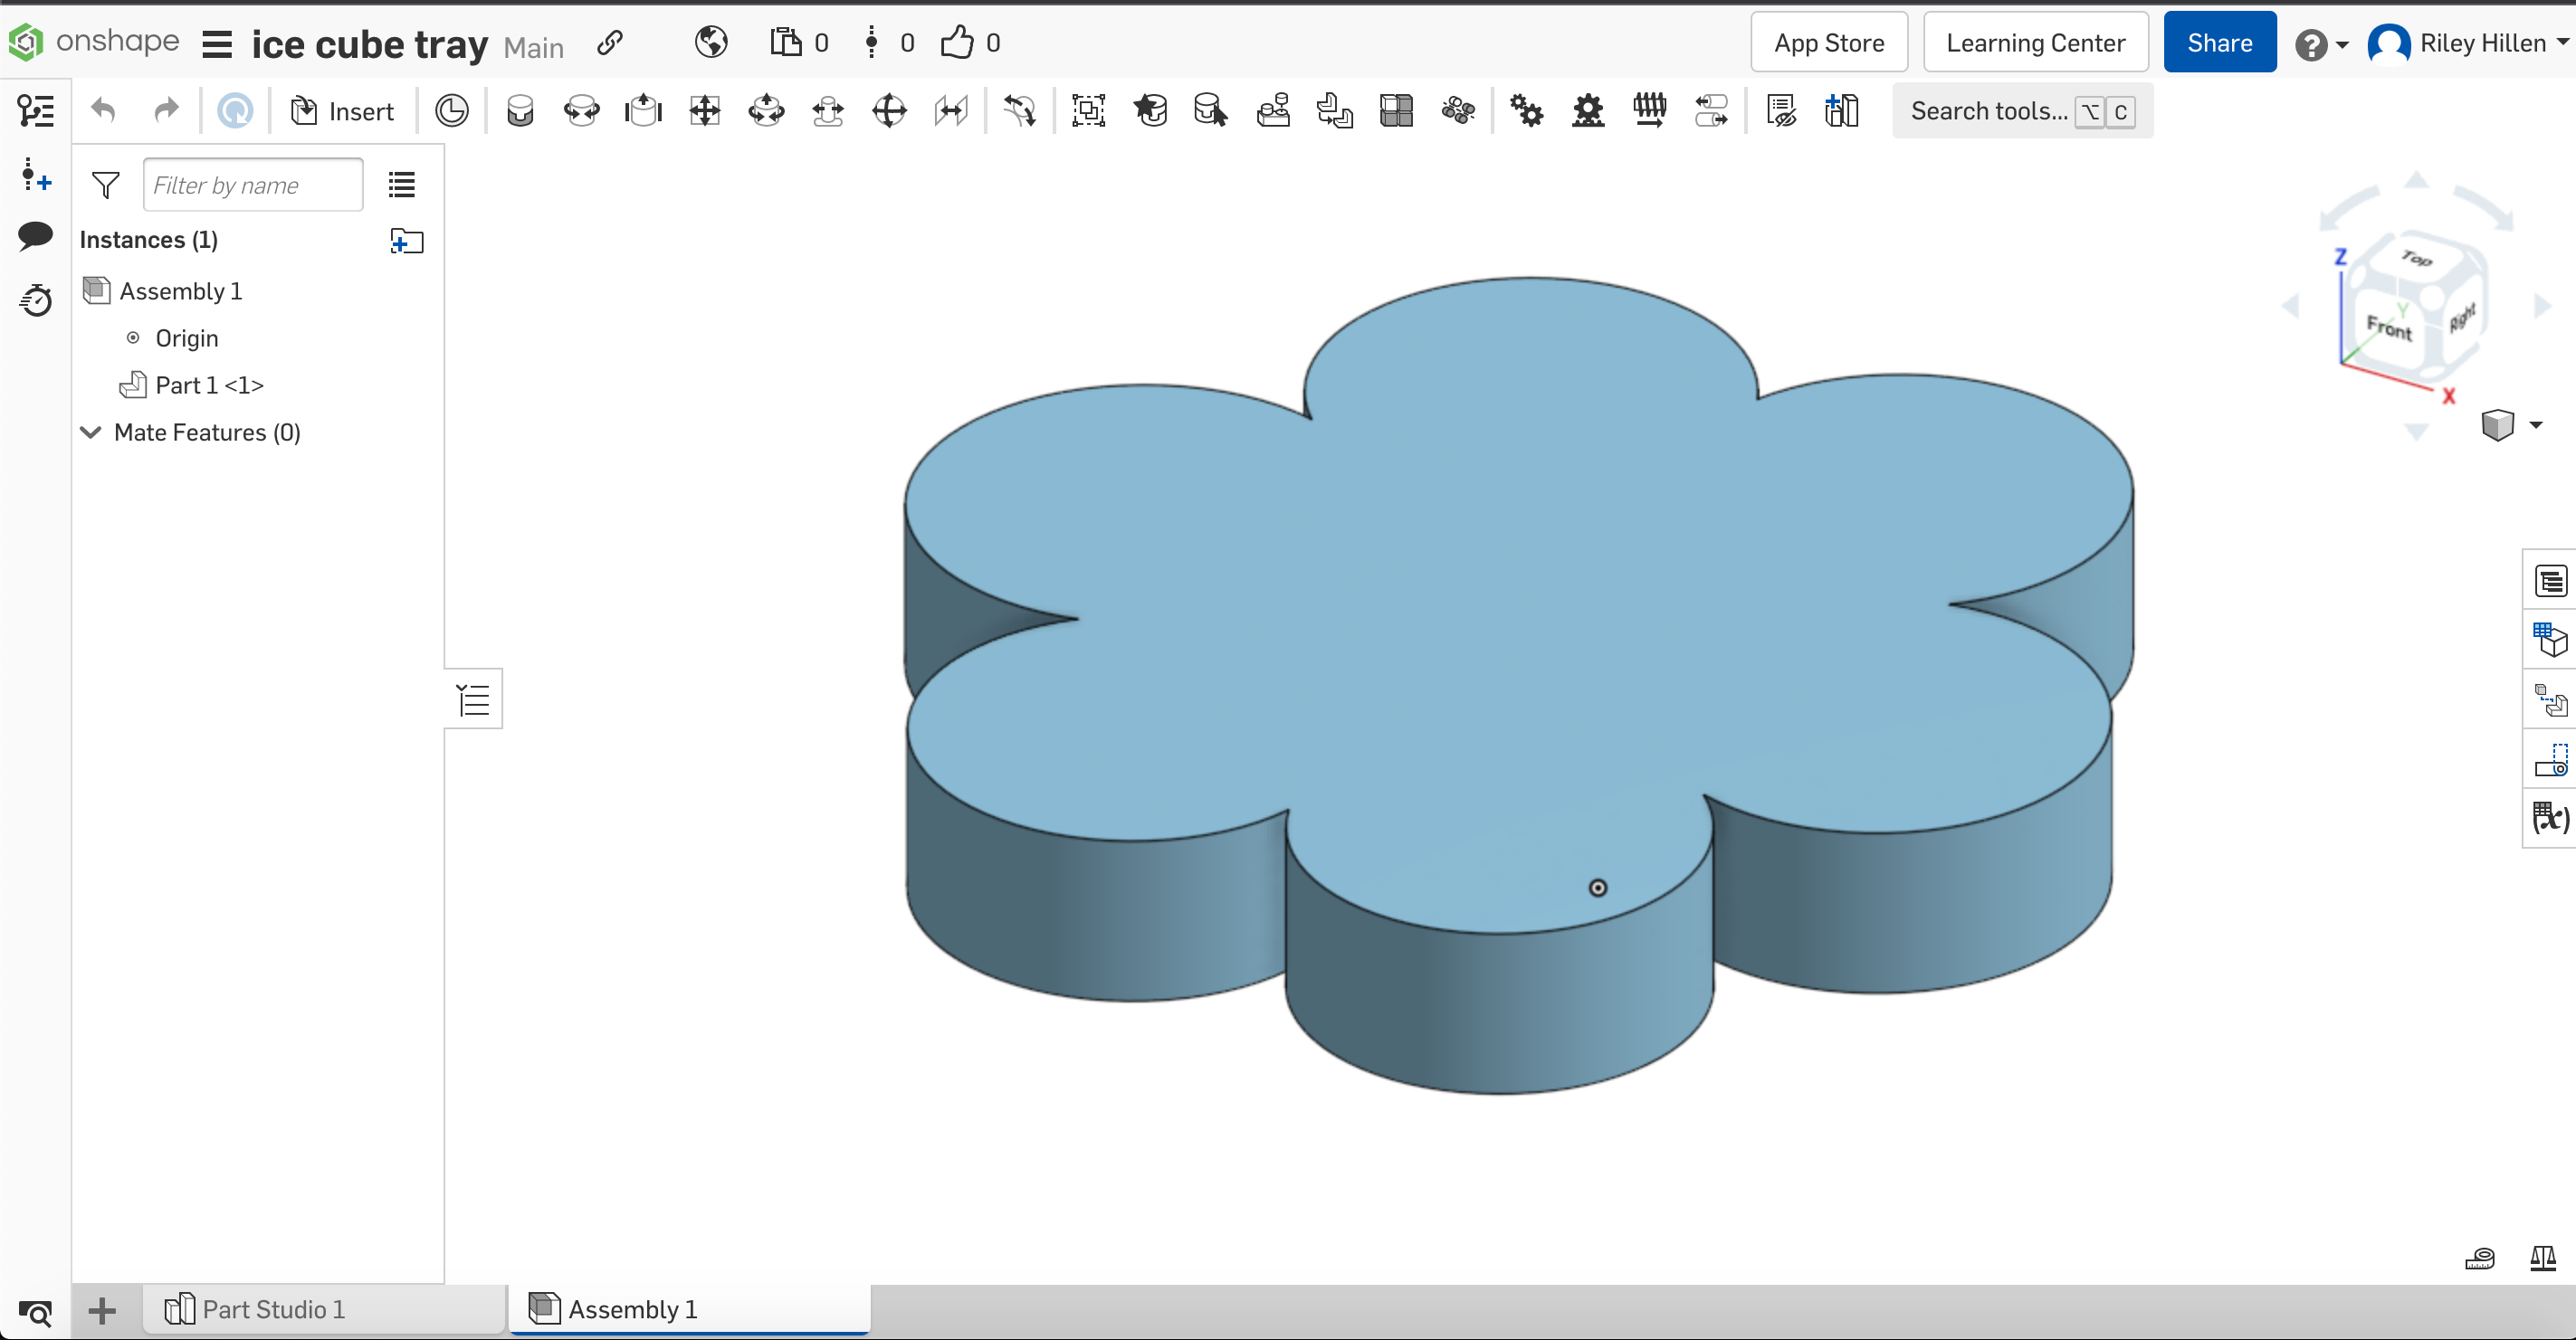 onshape ice cube tray Main 0 0 0 App Store Learning Center Share Riley Hillen
Insert Search tools... ⌥ C
Filter by name
Instances (1)
Assembly 1
Origin
Part 1 <1>
Mate Features (0)
Top
Front
Right
Z
Y
X
(x)
Part Studio 1 Assembly 1